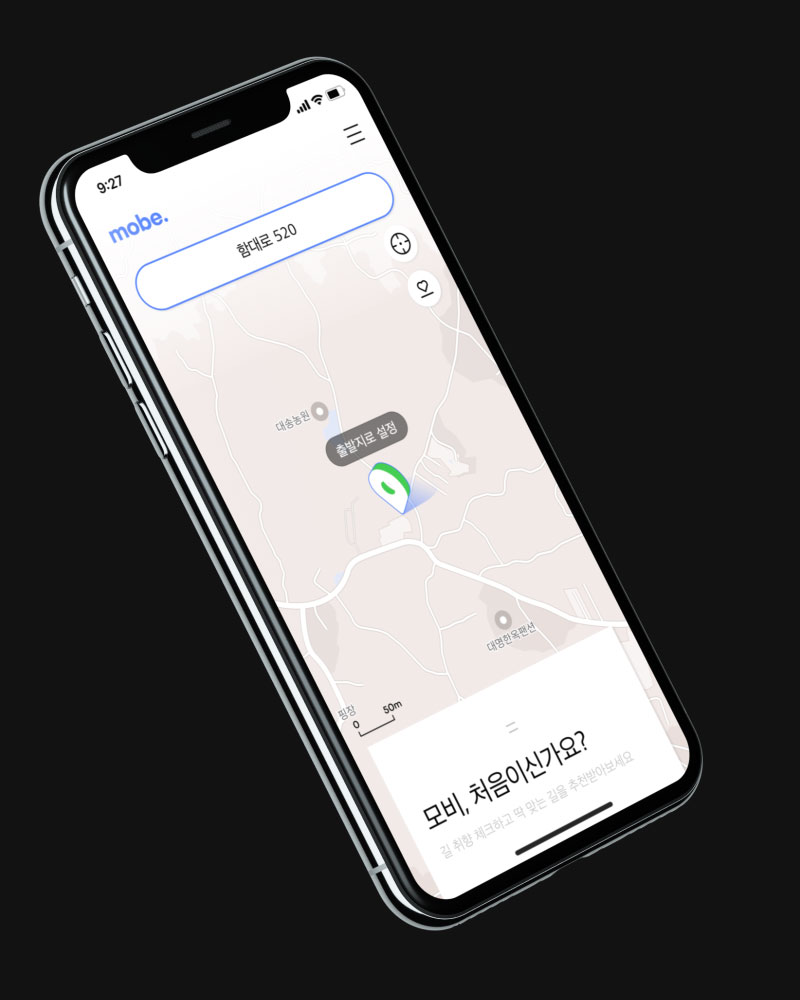 9:27
mobe.
함대로 520
대송농원
출발지로 설정
대명한옥팬션
핑장
0 50m
모비, 처음이신가요?
길 취향 체크하고 딱 맞는 길을 추천받아보세요